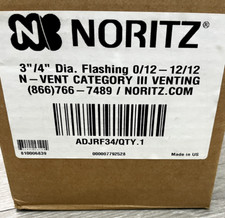 NORITZ®
3"/4" Dia. Flashing 0/12 – 12/12
N–VENT CATEGORY III VENTING
(866)766–7489 / NORITZ.COM
ADJRF34/QTY.1
Made in US